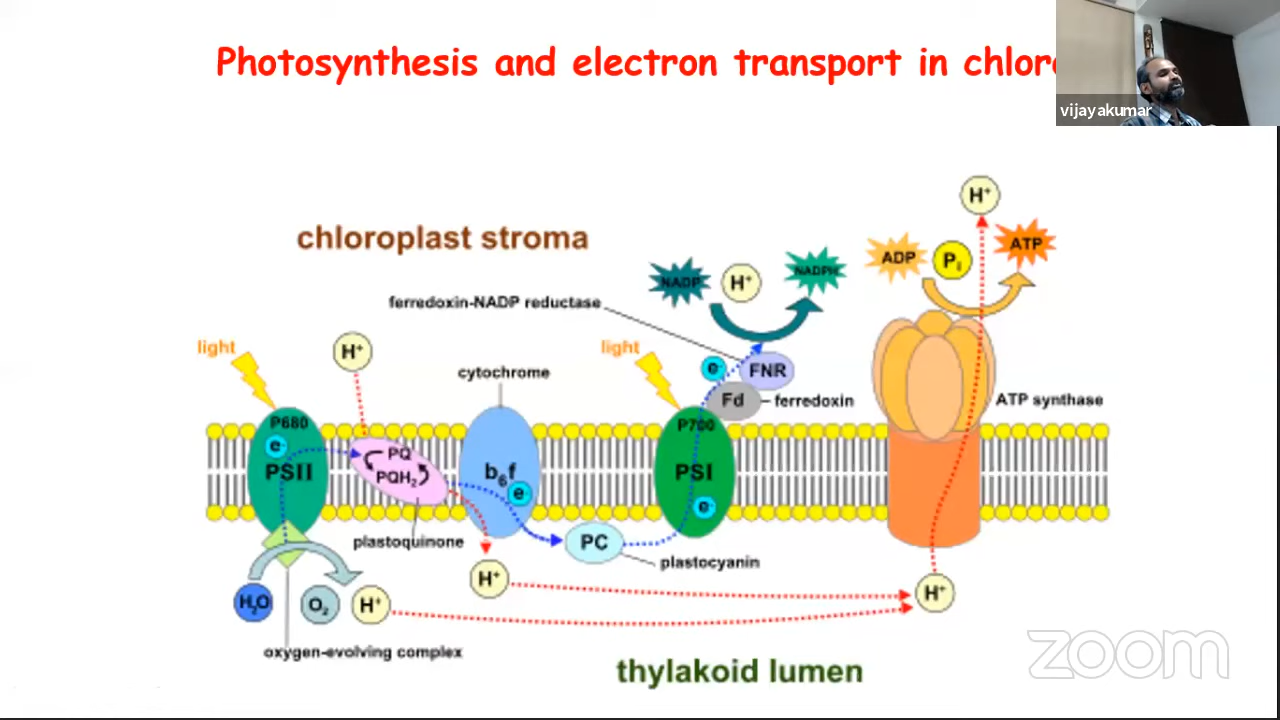 Photosynthesis and electron transport in chloro
vijayakumar
H+
chloroplast stroma
ADP
Pi
ATP
NADP
H+
NADPH
ferredoxin-NADP reductase
light
H+
light
cytochrome
e-
FNR
Fd
ferredoxin
ATP synthase
P680
e-
PSII
PQ
PQH2
b6f
e-
P700
PSI
e-
plastoquinone
PC
plastocyanin
H+
H+
H2O
O2
H+
oxygen-evolving complex
thylakoid lumen
zoom